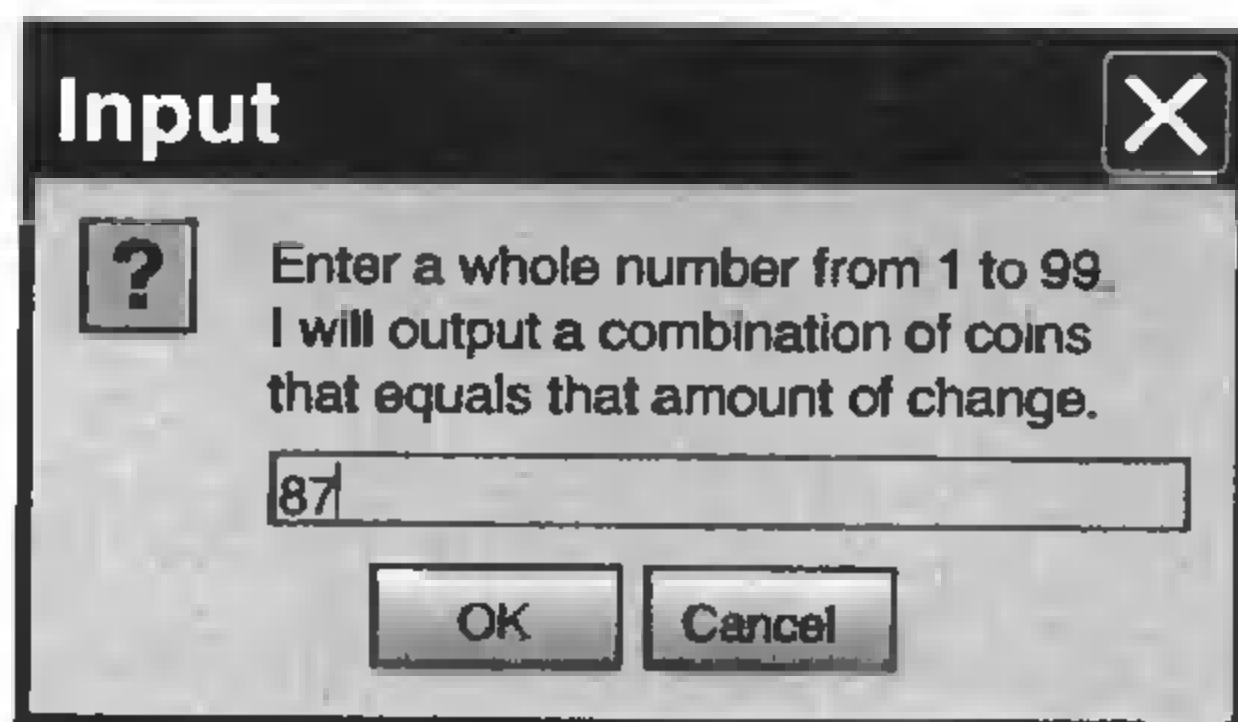 Input
?
Enter a whole number from 1 to 99.
I will output a combination of coins
that equals that amount of change.
87
OK
Cancel